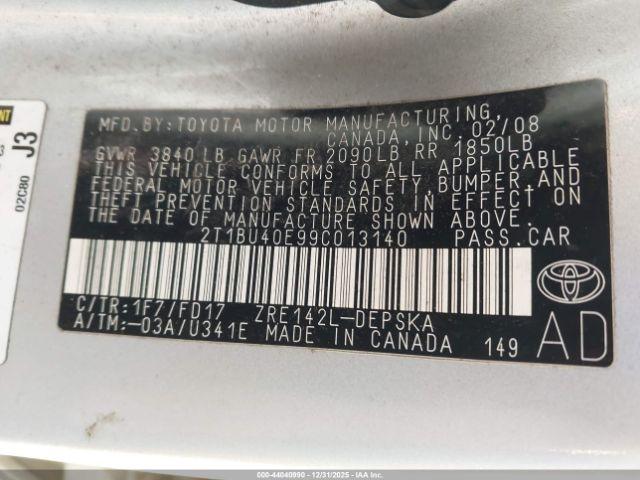 MFD.BY:TOYOTA MOTOR MANUFACTURING,
CANADA, INC. 02/08
GVWR 3840 LB GAWR FR 2090LB RR 1850LB
THIS VEHICLE CONFORMS TO ALL APPLICABLE
FEDERAL MOTOR VEHICLE SAFETY, BUMPER, AND
THEFT PREVENTION STANDARDS IN EFFECT ON
THE DATE OF MANUFACTURE SHOWN ABOVE.
2T1BU40E99C013140 PASS.CAR
C/TR:1F7/FD17 ZRE142L-DEPSKA
A/TM:-03A/U341E MADE IN CANADA 149
AD
J3
02C80
000-44040990 - 12/31/2025 - IAAI.COM